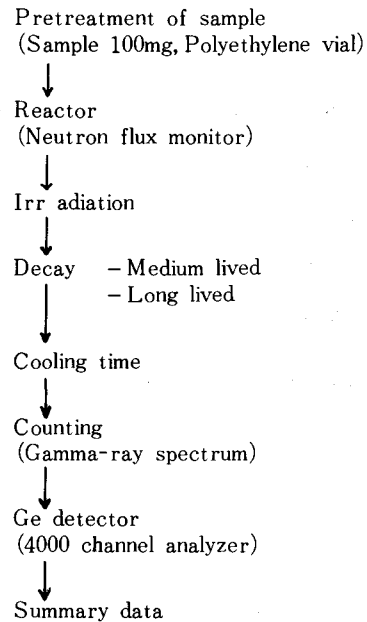 Pretreatment of sample
(Sample 100mg, Polyethylene vial)
Reactor
(Neutron flux monitor)
Irr adiation
Decay – Medium lived
– Long lived
Cooling time
Counting
(Gamma-ray spectrum)
Ge detector
(4000 channel analyzer)
Summary data